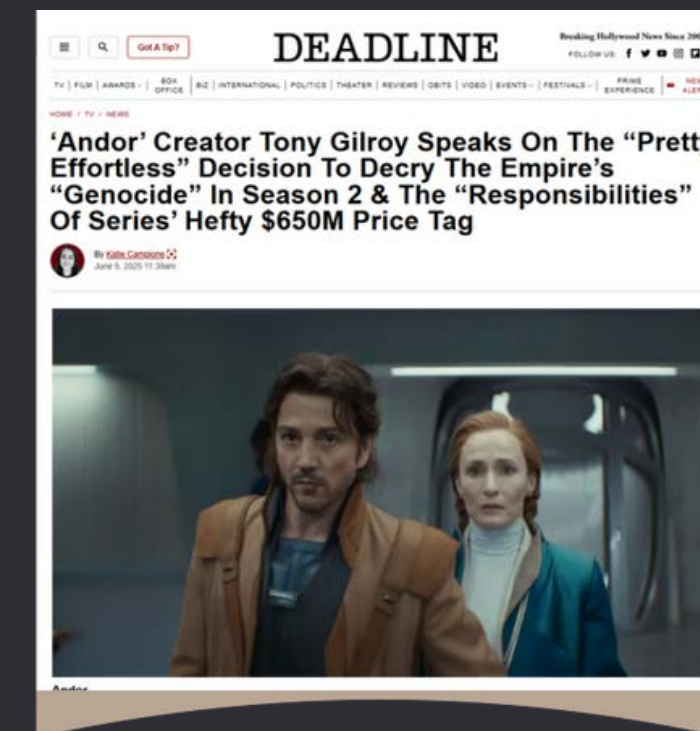 Got A Tip?
DEADLINE
Breaking Hollywood News Since 200
FOLLOW US:
TV | FILM | AWARDS | BOX OFFICE | BIZ | INTERNATIONAL | POLITICS | THEATER | REVIEWS | OBITS | VIDEO | EVENTS | FESTIVALS | PRIME EXPERIENCE | NEW ALER
HOME / TV / NEWS
‘Andor’ Creator Tony Gilroy Speaks On The “Prett
Effortless” Decision To Decry The Empire’s
“Genocide” In Season 2 & The “Responsibilities”
Of Series’ Hefty $650M Price Tag
By Katie Campione
June 5, 2025 11:39am
Andor